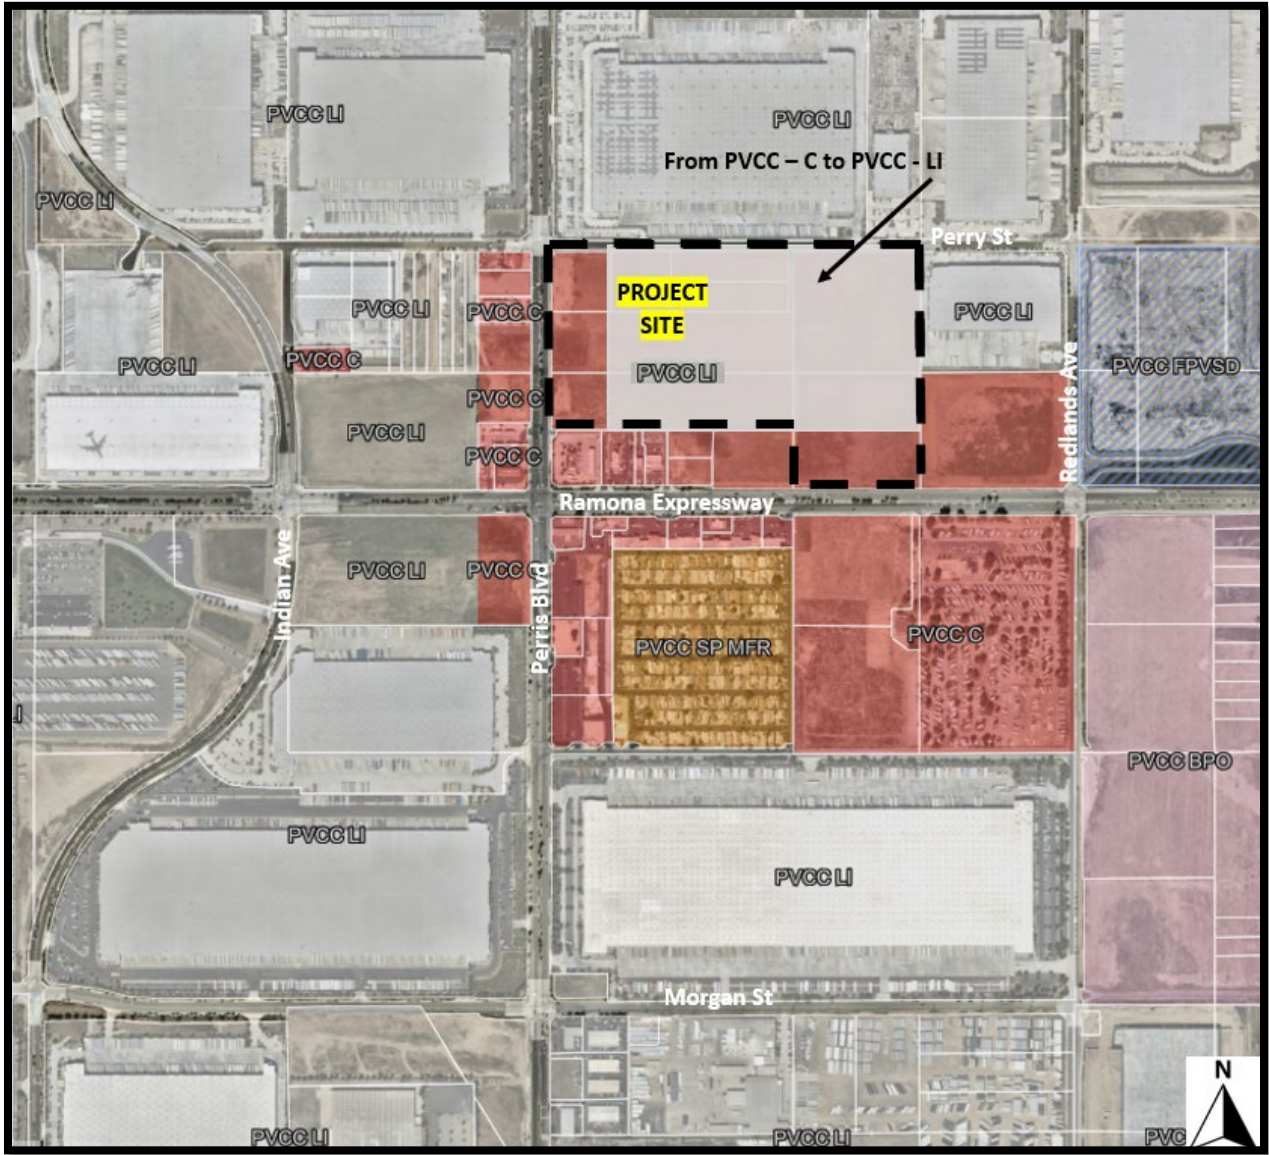 PVCC LI
PVCC LI
From PVCC – C to PVCC - LI
PVCC LI
Perry St
PROJECT
SITE
PVCC LI
PVCC C
PVCC LI
PVCC C
PVCC LI
PVCC FPVSD
PVCC LI
Redlands Ave
PVCC C
PVCC LI
PVCC C
Ramona Expressway
Indian Ave
PVCC LI
PVCC C
Perris Blvd
PVCC C
PVCC SP MFR
LI
PVCC BPO
PVCC LI
PVCC LI
Morgan St
N
PVCC LI
PVCC LI
PVC